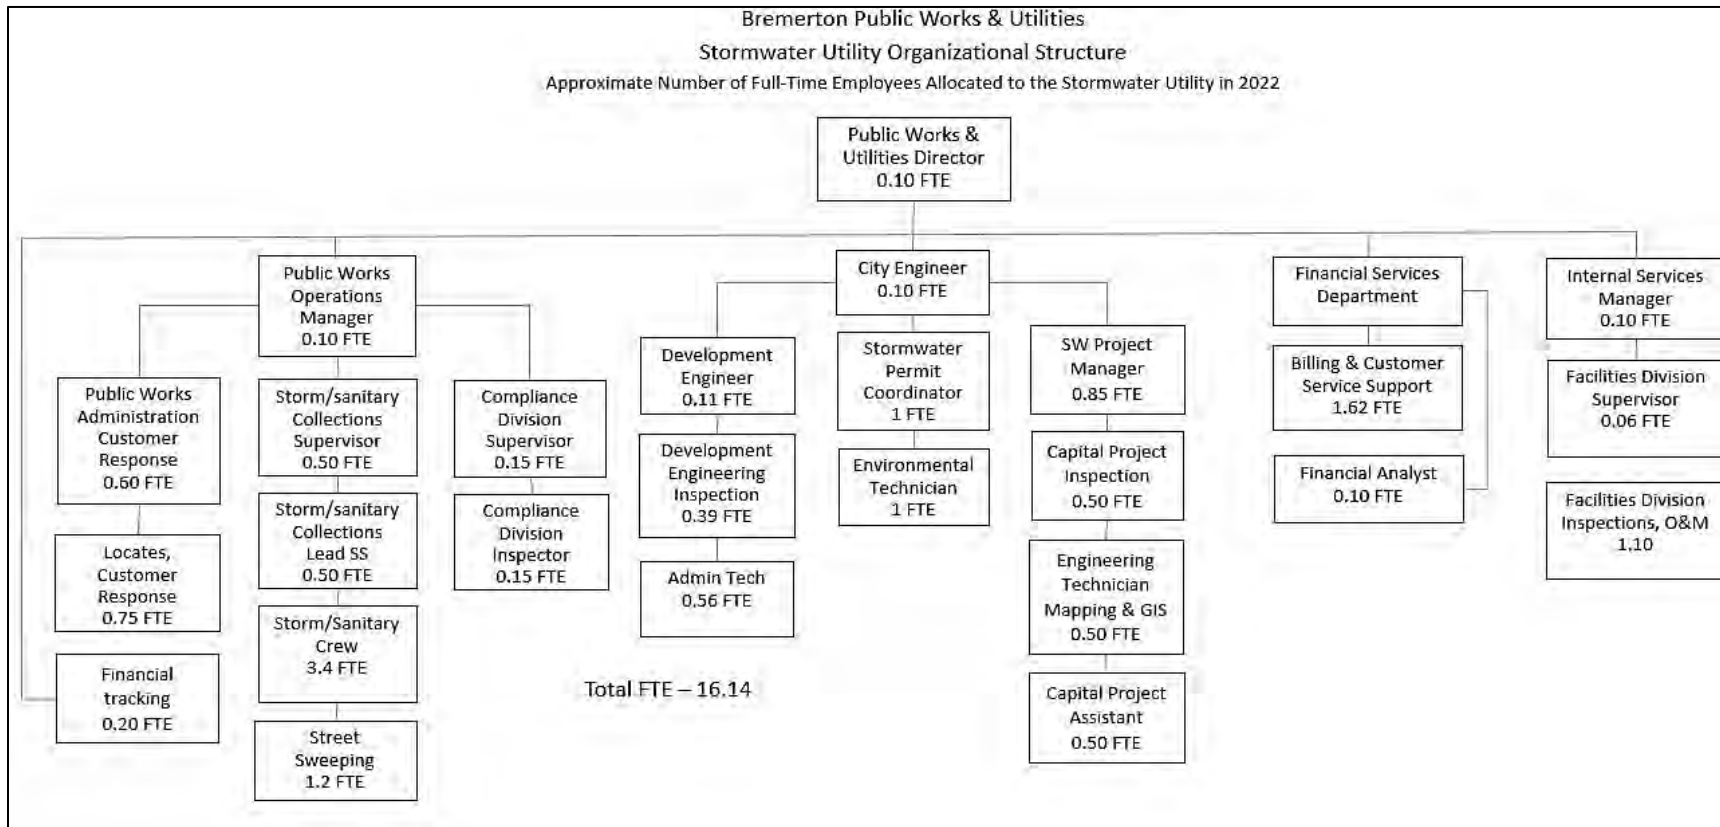 Bremerton Public Works & Utilities
Stormwater Utility Organizational Structure
Approximate Number of Full-Time Employees Allocated to the Stormwater Utility in 2022
Public Works &
Utilities Director
0.10 FTE
Public Works
Operations
Manager
0.10 FTE
City Engineer
0.10 FTE
Financial Services
Department
Internal Services
Manager
0.10 FTE
Public Works
Administration
Customer
Response
0.60 FTE
Locates,
Customer
Response
0.75 FTE
Financial
tracking
0.20 FTE
Storm/sanitary
Collections
Supervisor
0.50 FTE
Storm/sanitary
Collections
Lead SS
0.50 FTE
Storm/Sanitary
Crew
3.4 FTE
Street
Sweeping
1.2 FTE
Compliance
Division
Supervisor
0.15 FTE
Compliance
Division
Inspector
0.15 FTE
Development
Engineer
0.11 FTE
Development
Engineering
Inspection
0.39 FTE
Admin Tech
0.56 FTE
Stormwater
Permit
Coordinator
1 FTE
Environmental
Technician
1 FTE
SW Project
Manager
0.85 FTE
Capital Project
Inspection
0.50 FTE
Engineering
Technician
Mapping & GIS
0.50 FTE
Capital Project
Assistant
0.50 FTE
Billing & Customer
Service Support
1.62 FTE
Financial Analyst
0.10 FTE
Facilities Division
Supervisor
0.06 FTE
Facilities Division
Inspections, O&M
1.10
Total FTE – 16.14